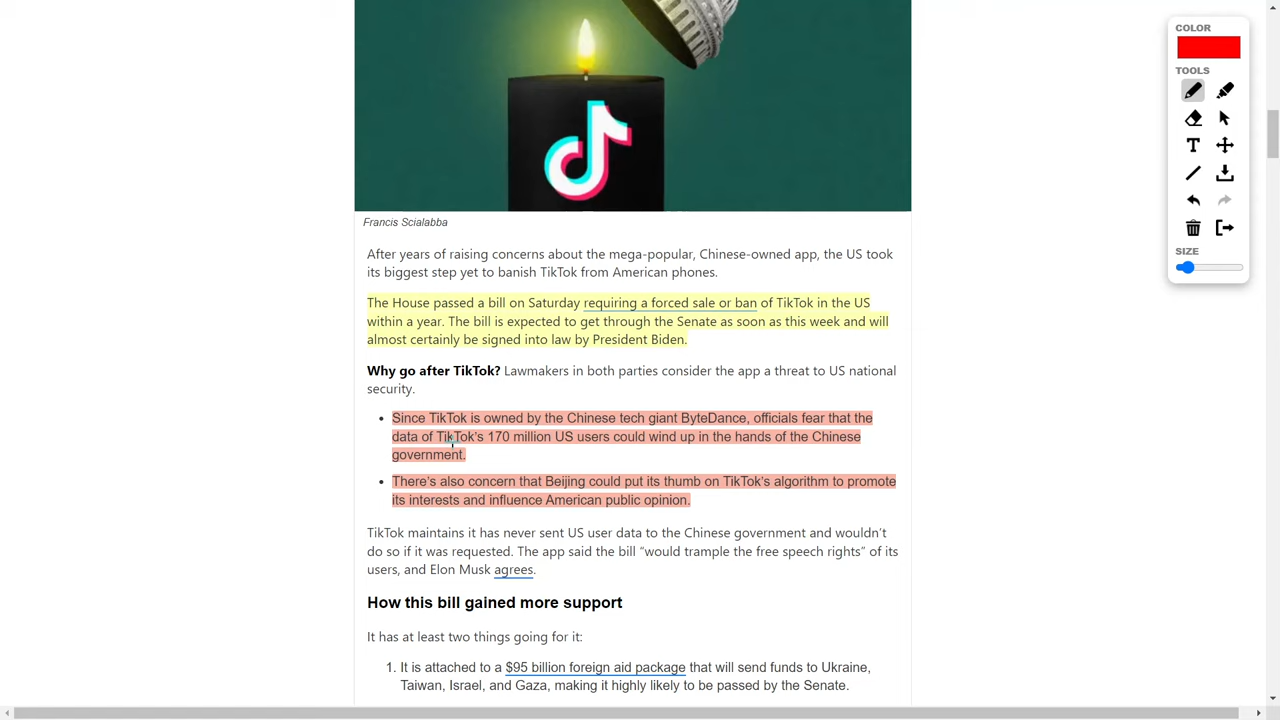 COLOR
TOOLS
T
SIZE
Francis Scialabba
After years of raising concerns about the mega-popular, Chinese-owned app, the US took
its biggest step yet to banish TikTok from American phones.
The House passed a bill on Saturday requiring a forced sale or ban of TikTok in the US
within a year. The bill is expected to get through the Senate as soon as this week and will
almost certainly be signed into law by President Biden.
Why go after TikTok? Lawmakers in both parties consider the app a threat to US national
security.
• Since TikTok is owned by the Chinese tech giant ByteDance, officials fear that the
data of TikTok's 170 million US users could wind up in the hands of the Chinese
government.
• There's also concern that Beijing could put its thumb on TikTok's algorithm to promote
its interests and influence American public opinion.
TikTok maintains it has never sent US user data to the Chinese government and wouldn't
do so if it was requested. The app said the bill “would trample the free speech rights” of its
users, and Elon Musk agrees.
How this bill gained more support
It has at least two things going for it:
1. It is attached to a $95 billion foreign aid package that will send funds to Ukraine,
Taiwan, Israel, and Gaza, making it highly likely to be passed by the Senate.